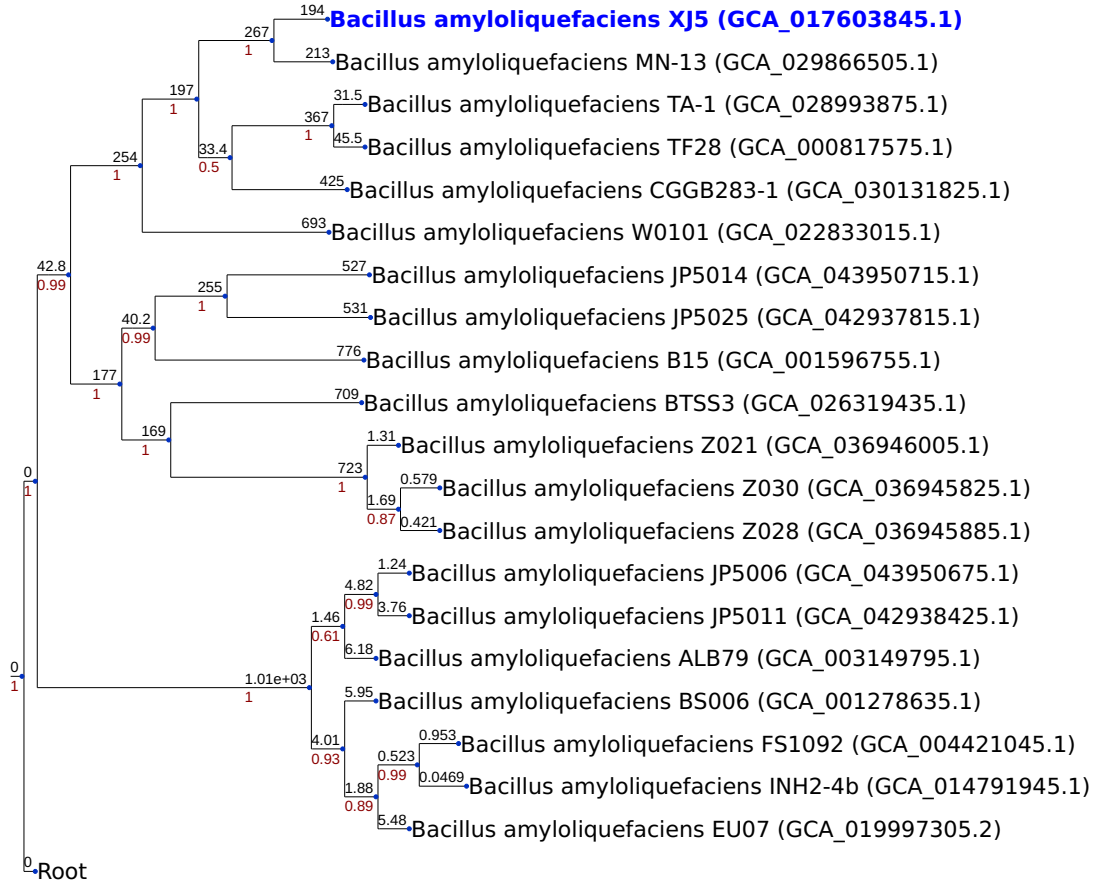 194 Bacillus amyloliquefaciens XJ5 (GCA_017603845.1)
267
1
213 Bacillus amyloliquefaciens MN-13 (GCA_029866505.1)
197
1
31.5 Bacillus amyloliquefaciens TA-1 (GCA_028993875.1)
367
1
45.5 Bacillus amyloliquefaciens TF28 (GCA_000817575.1)
33.4
0.5
254
1
425 Bacillus amyloliquefaciens CGGB283-1 (GCA_030131825.1)
693 Bacillus amyloliquefaciens W0101 (GCA_022833015.1)
42.8
0.99
527 Bacillus amyloliquefaciens JP5014 (GCA_043950715.1)
255
1
531 Bacillus amyloliquefaciens JP5025 (GCA_042937815.1)
40.2
0.99
776 Bacillus amyloliquefaciens B15 (GCA_001596755.1)
177
1
709 Bacillus amyloliquefaciens BTSS3 (GCA_026319435.1)
169
1
1.31 Bacillus amyloliquefaciens Z021 (GCA_036946005.1)
723
1
0
1
0.579 Bacillus amyloliquefaciens Z030 (GCA_036945825.1)
1.69
0.87
0.421 Bacillus amyloliquefaciens Z028 (GCA_036945885.1)
1.24 Bacillus amyloliquefaciens JP5006 (GCA_043950675.1)
4.82
0.99
3.76 Bacillus amyloliquefaciens JP5011 (GCA_042938425.1)
1.46
0.61
6.18 Bacillus amyloliquefaciens ALB79 (GCA_003149795.1)
0
1
1.01e+03
1
5.95 Bacillus amyloliquefaciens BS006 (GCA_001278635.1)
4.01
0.93
0.953 Bacillus amyloliquefaciens FS1092 (GCA_004421045.1)
0.523
0.99
0.0469 Bacillus amyloliquefaciens INH2-4b (GCA_014791945.1)
1.88
0.89
5.48 Bacillus amyloliquefaciens EU07 (GCA_019997305.2)
0 Root